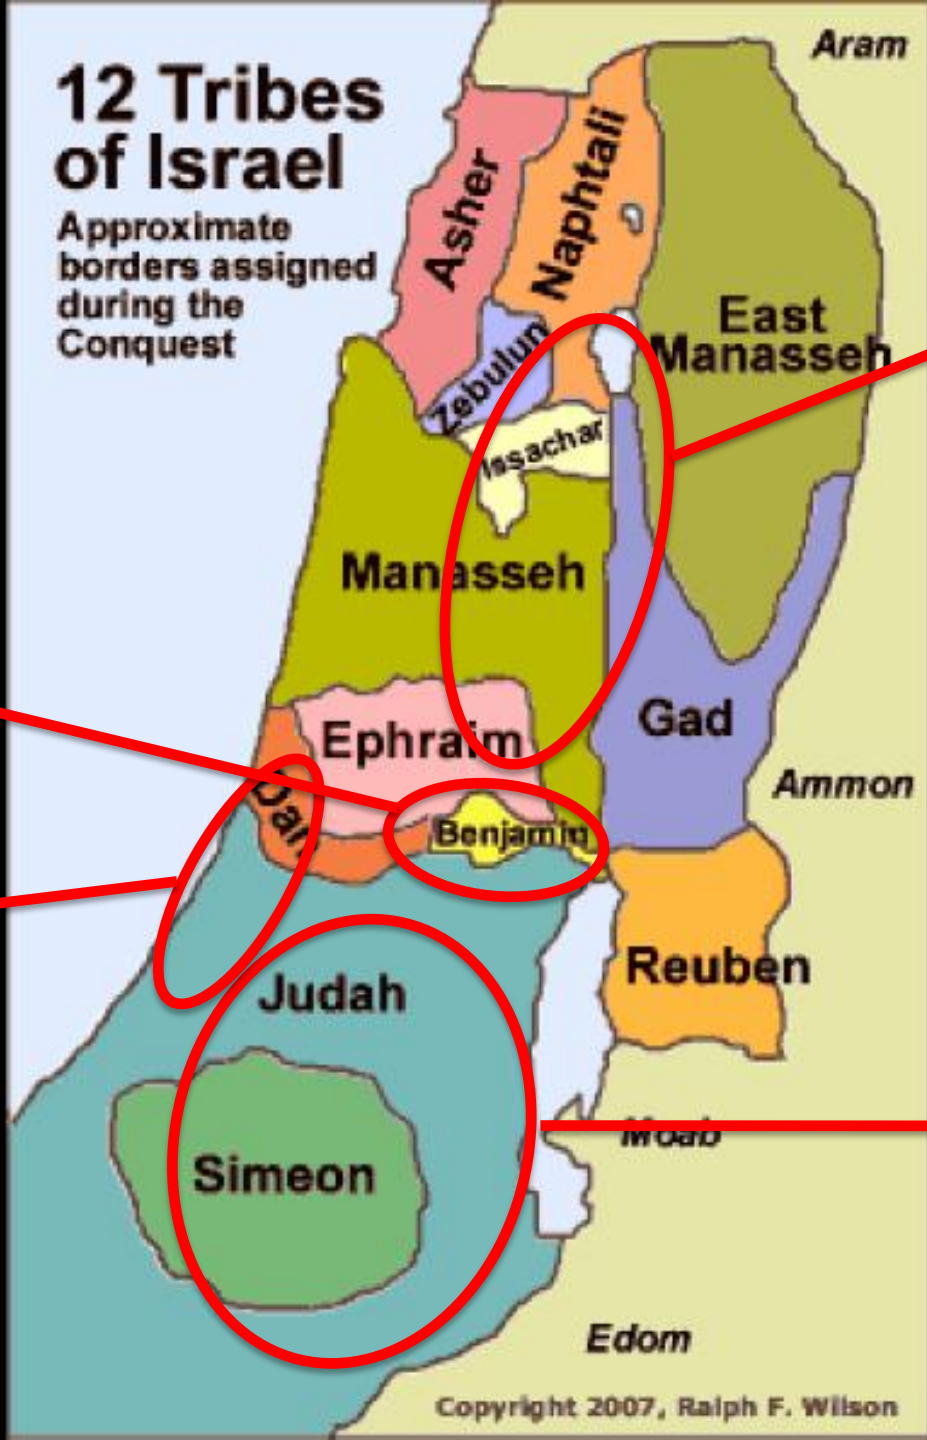 12 Tribes
of Israel
Approximate
borders assigned
during the
Conquest
Aram
Asher
Naphtali
East
Manasseh
Zebulun
Issachar
Manasseh
Ephraim
Gad
Dan
Benjamin
Ammon
Judah
Reuben
Simeon
Moab
Edom
Copyright 2007, Ralph F. Wilson